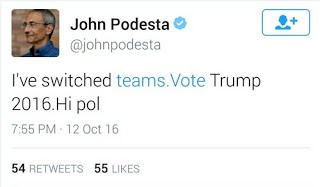 John Podesta
@johnpodesta
I've switched teams.Vote Trump
2016.Hi pol
7:55 PM · 12 Oct 16
54 RETWEETS 55 LIKES